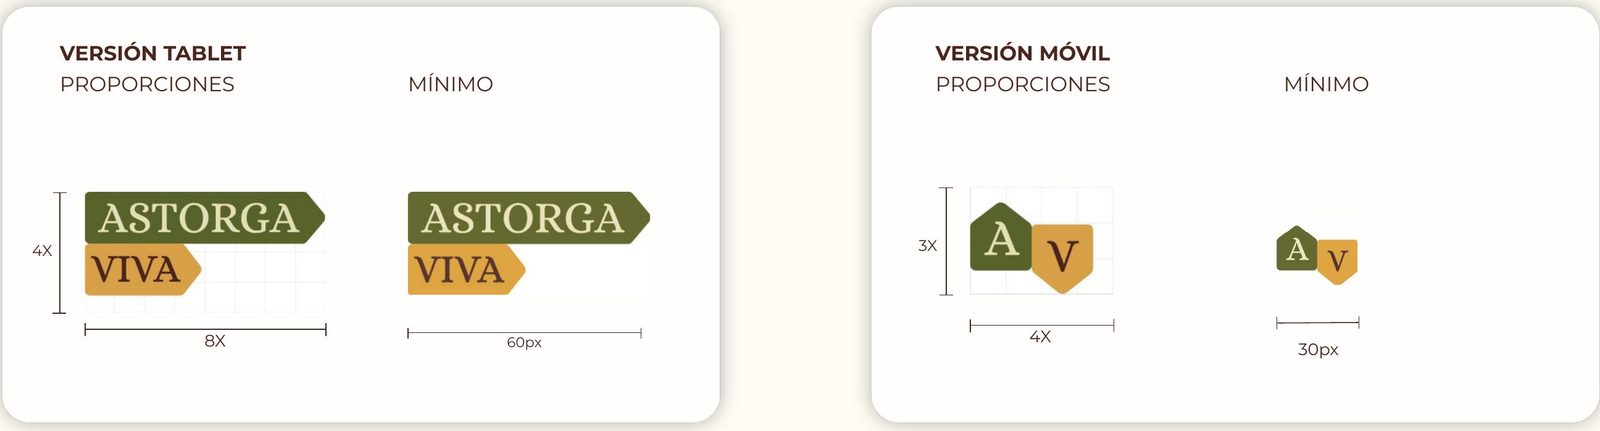 VERSIÓN TABLET
PROPORCIONES
MÍNIMO
4X
ASTORGA
VIVA
8X
ASTORGA
VIVA
60px
VERSIÓN MÓVIL
PROPORCIONES
MÍNIMO
3X
A
V
4X
A
V
30px